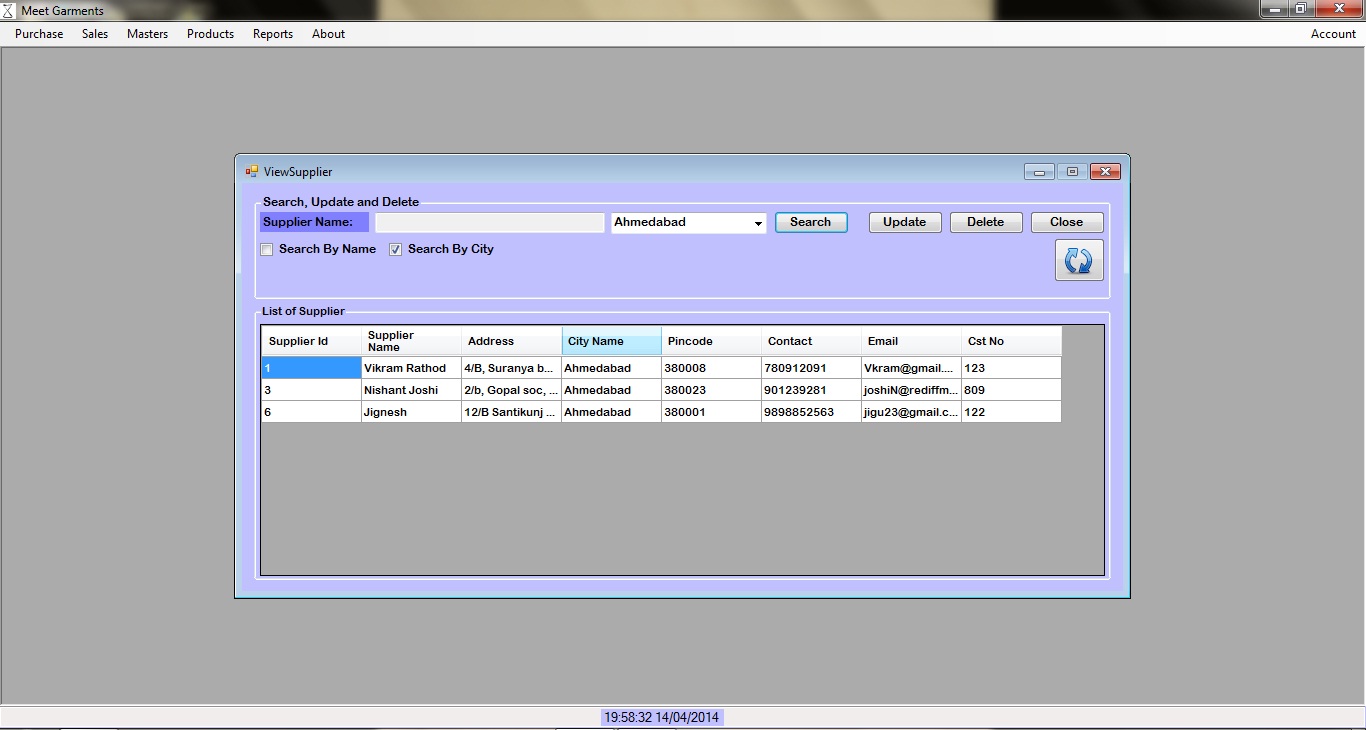 Meet Garments
Purchase Sales Masters Products Reports About Account
ViewSupplier
Search, Update and Delete
Supplier Name: Ahmedabad Search Update Delete Close
Search By Name Search By City
List of Supplier
Supplier Id Supplier Name Address City Name Pincode Contact Email Cst No
1 Vikram Rathod 4/B, Suranya b... Ahmedabad 380008 780912091 Vkram@gmail.... 123
3 Nishant Joshi 2/b, Gopal soc, ... Ahmedabad 380023 901239281 joshiN@rediffm... 809
6 Jignesh 12/B Santikunj ... Ahmedabad 380001 9898852563 jigu23@gmail.c... 122
19:58:32 14/04/2014